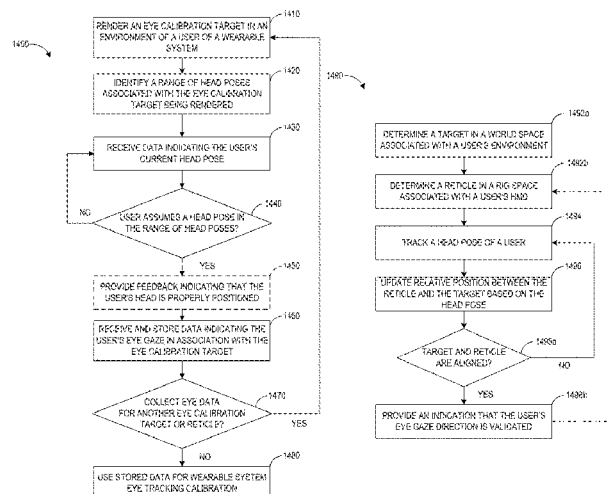 1400
1410
RENDER AN EYE CALIBRATION TARGET IN AN
ENVIRONMENT OF A USER OF A WEARABLE
SYSTEM
1420
IDENTIFY A RANGE OF HEAD POSES
ASSOCIATED WITH THE EYE CALIBRATION
TARGET BEING RENDERED
1430
RECEIVE DATA INDICATING THE USER'S
CURRENT HEAD POSE
1440
USER ASSUMES A HEAD POSE IN
THE RANGE OF HEAD POSES?
NO
YES
1450
PROVIDE FEEDBACK INDICATING THAT THE
USER'S HEAD IS PROPERLY POSITIONED
1460
RECEIVE AND STORE DATA INDICATING THE
USER'S EYE GAZE IN ASSOCIATION WITH THE
EYE CALIBRATION TARGET
1470
COLLECT EYE DATA
FOR ANOTHER EYE CALIBRATION
TARGET OR RETICLE?
YES
NO
1480
USE STORED DATA FOR WEARABLE SYSTEM
EYE TRACKING CALIBRATION
1490
1492a
DETERMINE A TARGET IN A WORLD SPACE
ASSOCIATED WITH A USER'S ENVIRONMENT
1492b
DETERMINE A RETICLE IN A RIG SPACE
ASSOCIATED WITH A USER'S HMD
1494
TRACK A HEAD POSE OF A USER
1496
UPDATE RELATIVE POSITION BETWEEN THE
RETICLE AND THE TARGET BASED ON THE
HEAD POSE
1498a
TARGET AND RETICLE
ARE ALIGNED?
NO
YES
1498b
PROVIDE AN INDICATION THAT THE USER'S
EYE GAZE DIRECTION IS VALIDATED